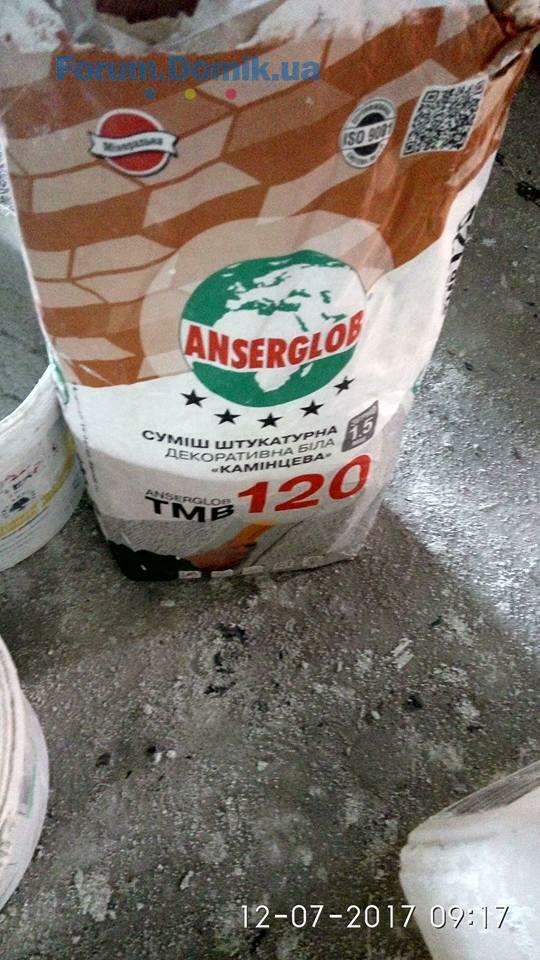 Forum.Domik.ua
Мінеральна
ISO 9001
ANSERGLOB
СУМІШ ШТУКАТУРНА
ДЕКОРАТИВНА БІЛА
«КАМІНЦЕВА»
1.5
ANSERGLOB
ТМВ 120
12-07-2017 09:17